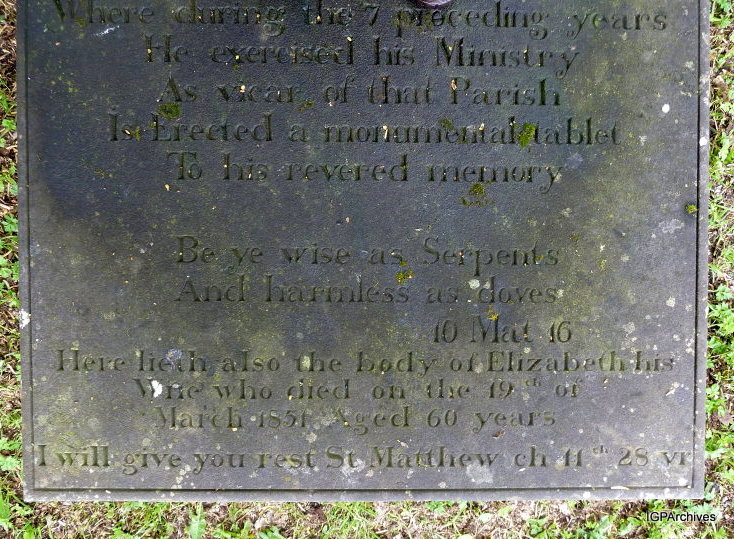 Where during the 7 preceding years
He exercised his Ministry
As vicar of that Parish
Is Erected a monumental tablet
To his revered memory
Be ye wise as Serpents
And harmless as doves
10 Mat 16
Here lieth also the body of Elizabeth his
Wife who died on the 19th of
March 1851 Aged 60 years
I will give you rest St Matthew ch 11th 28 vr
IGPArchives